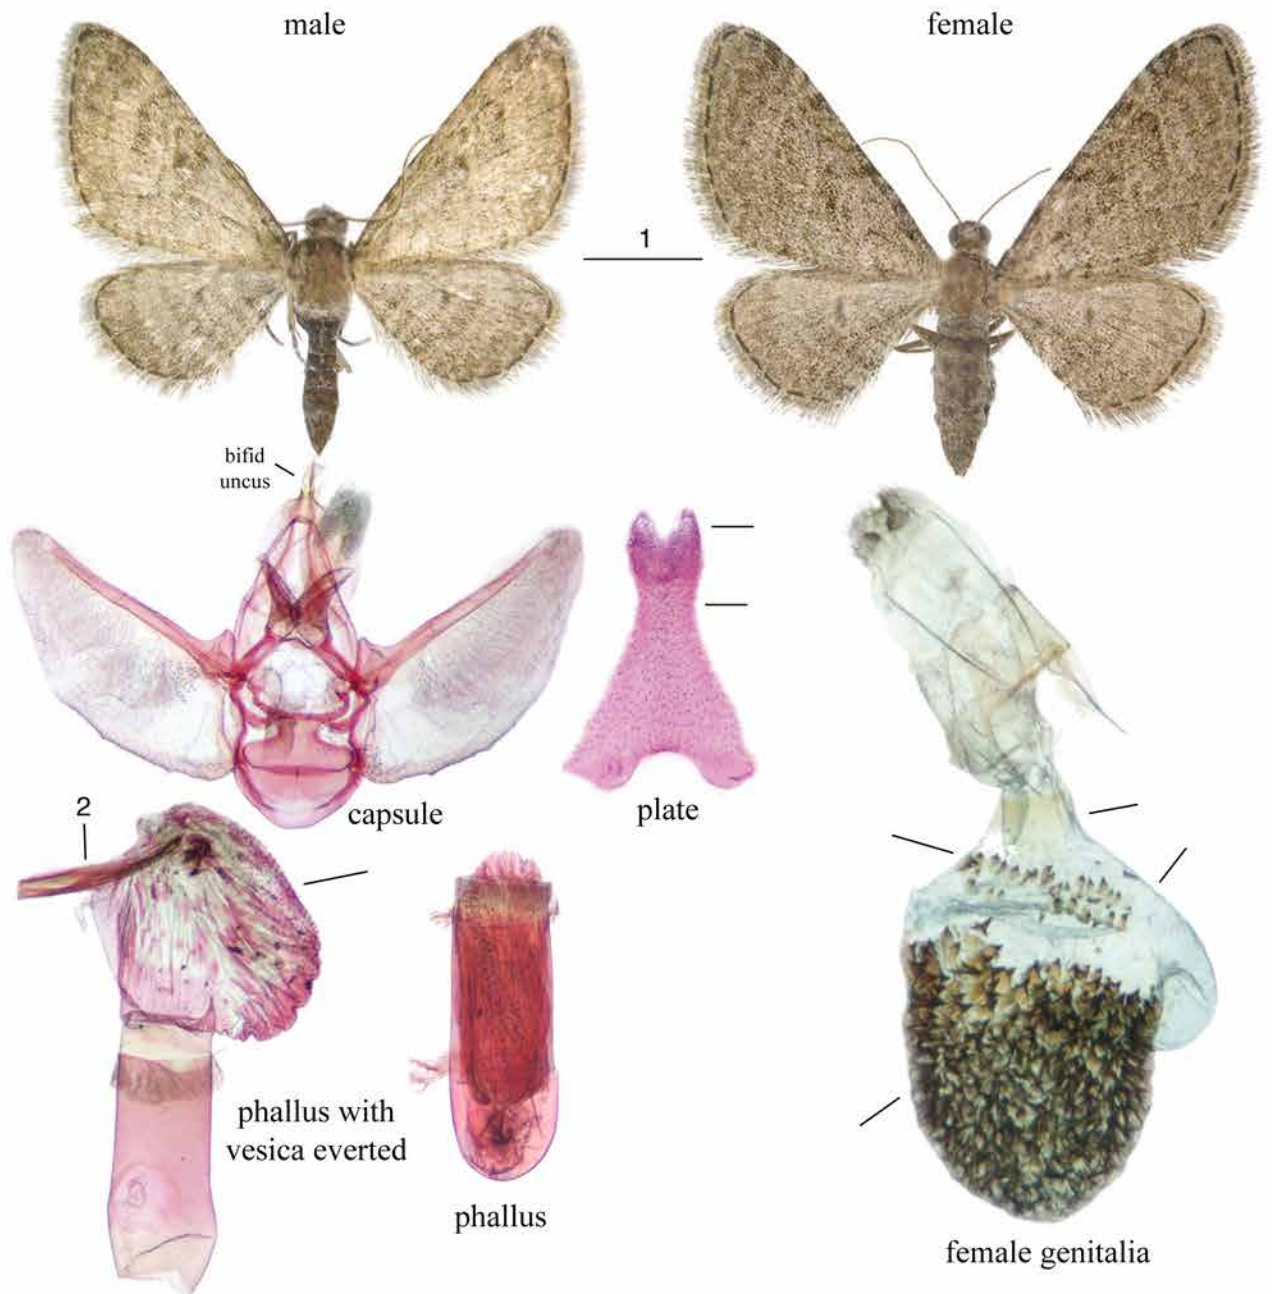 male
female
1
bifid
uncus
capsule
plate
2
phallus with
vesica everted
phallus
female genitalia